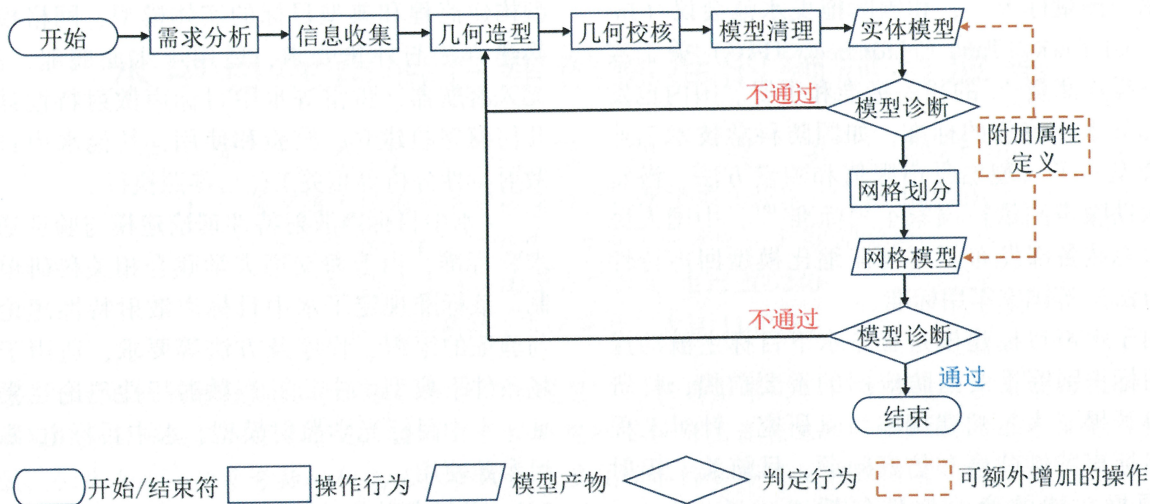 开始
需求分析
信息收集
几何造型
几何校核
模型清理
实体模型
不通过
模型诊断
附加属性
定义
网格划分
网格模型
不通过
模型诊断
通过
结束
开始/结束符
操作行为
模型产物
判定行为
可额外增加的操作